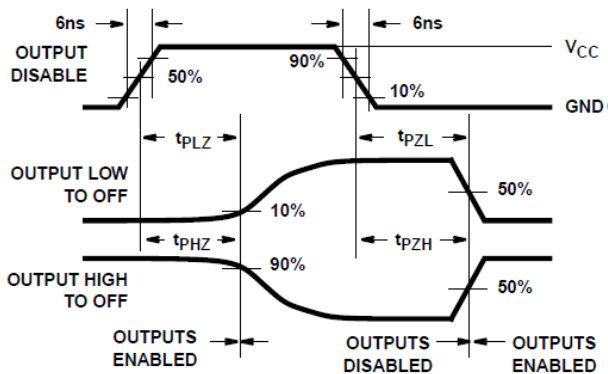 6ns
6ns
OUTPUT
DISABLE
50%
90%
10%
VCC
GND
tPLZ
tPZL
OUTPUT LOW
TO OFF
10%
50%
tPHZ
tPZH
OUTPUT HIGH
TO OFF
90%
50%
OUTPUTS
ENABLED
OUTPUTS
DISABLED
OUTPUTS
ENABLED